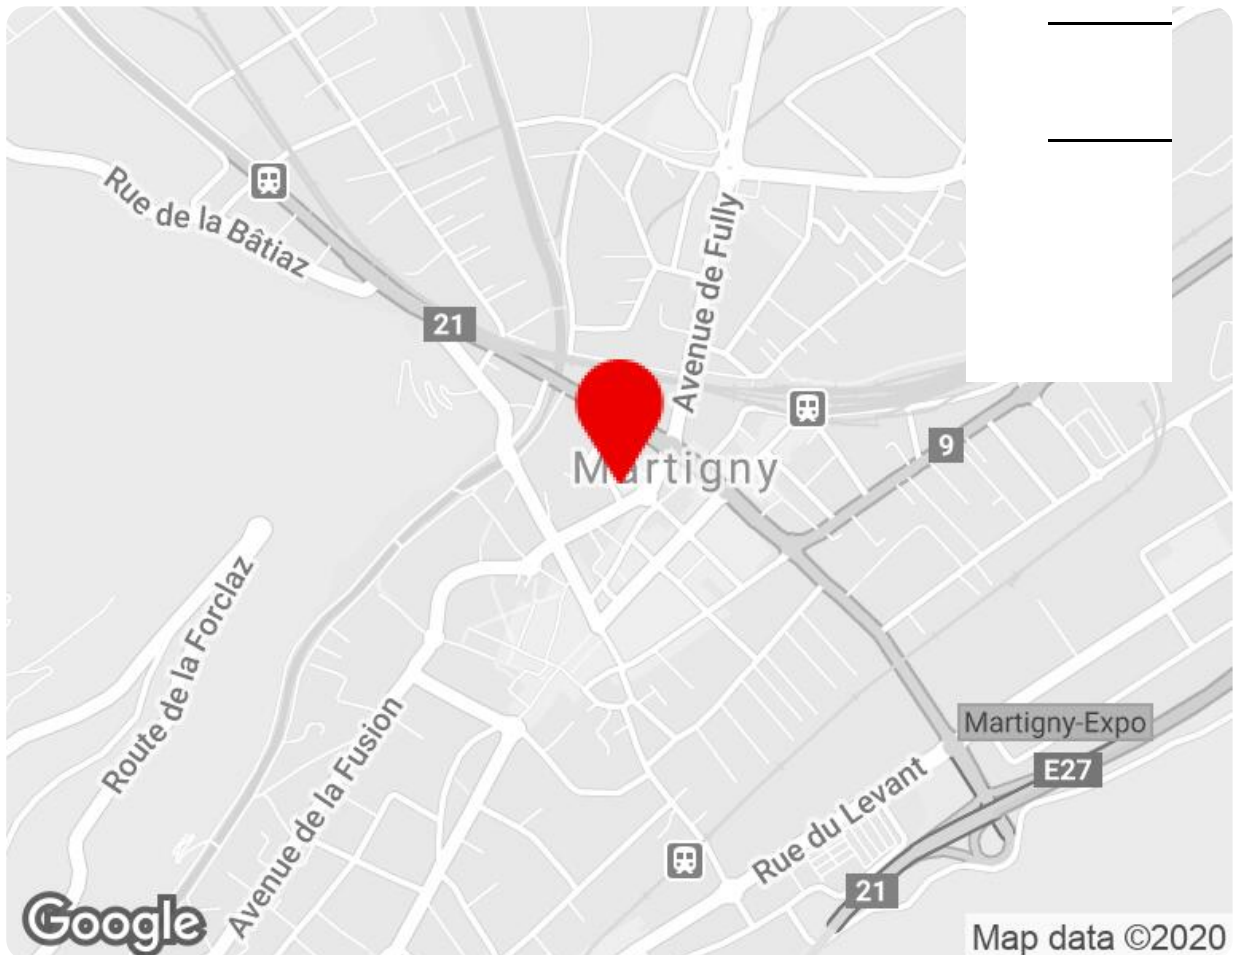 Rue de la Bâtiaz
Avenue de Fully
21
Martigny
9
Route de la Forclaz
Avenue de la Fusion
Martigny-Expo
E27
Rue du Levant
21
Google
Map data ©2020